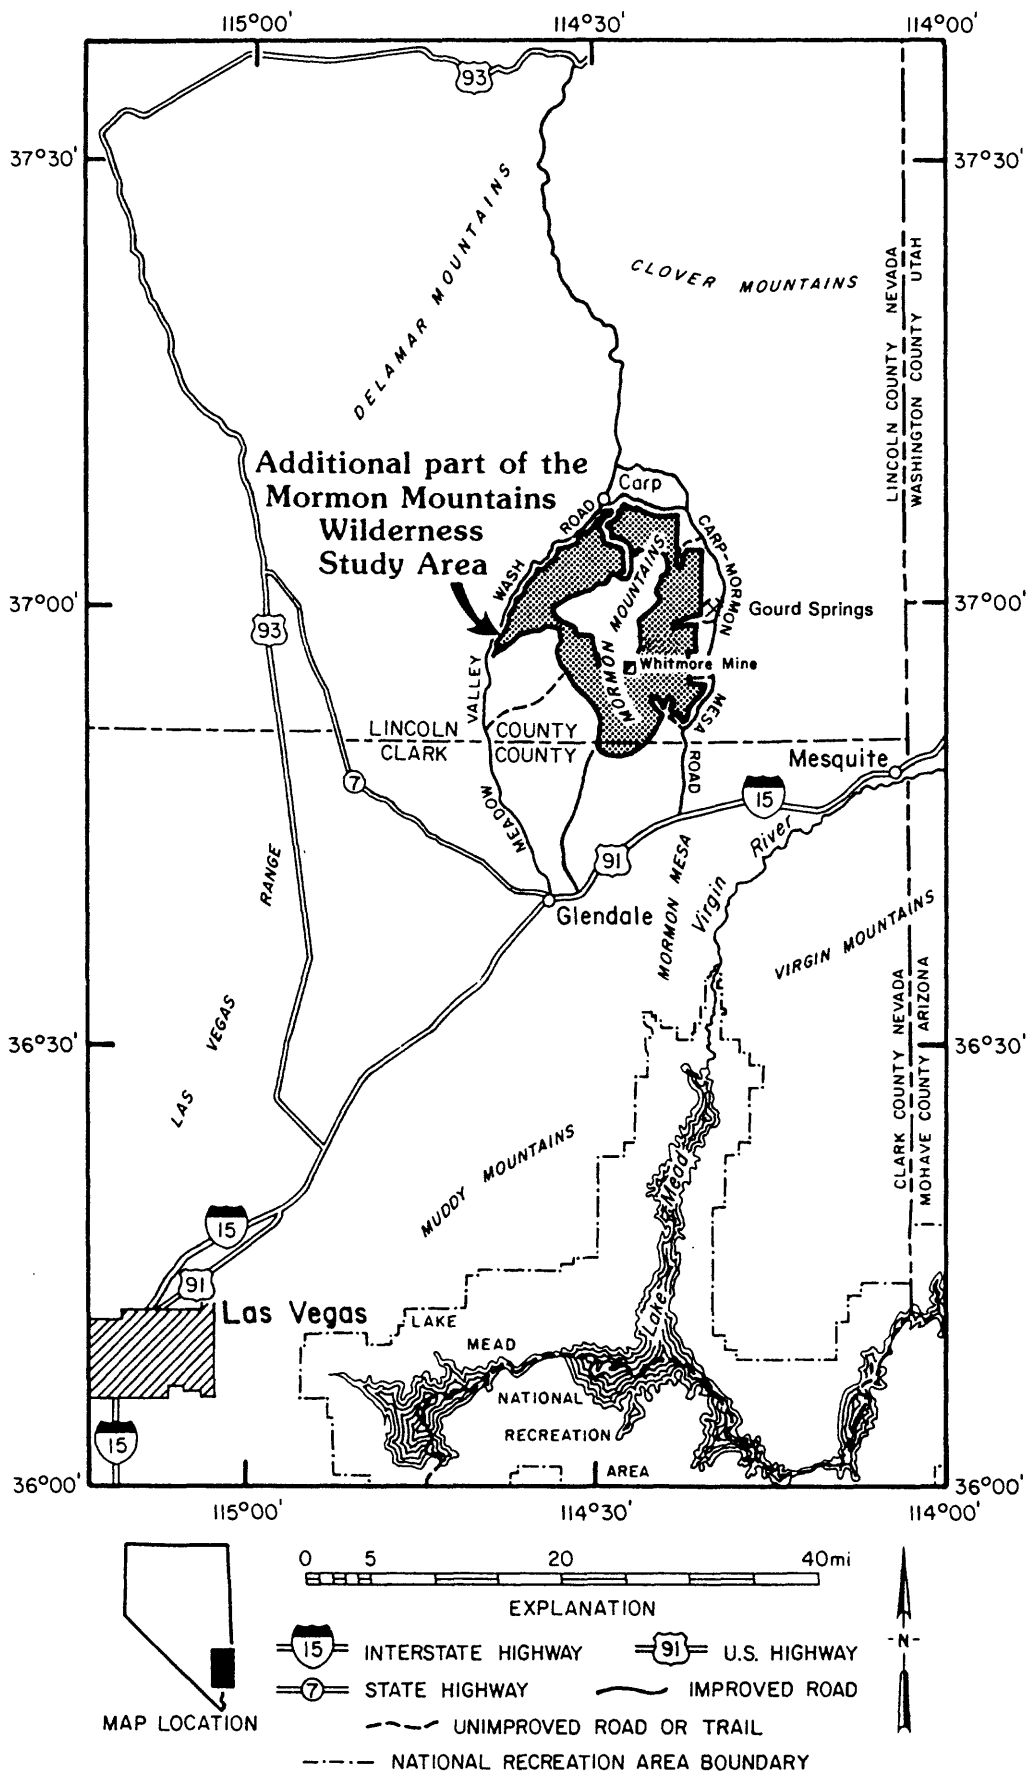 115°00' 114°30' 114°00'
93
37°30' 37°30'
DELAMAR MOUNTAINS
CLOVER MOUNTAINS
LINCOLN COUNTY NEVADA
WASHINGTON COUNTY UTAH
Additional part of the
Mormon Mountains
Wilderness
Study Area
Carp
WASH ROAD
CARP-MORMON
MORMON MOUNTAINS
37°00' 37°00'
Gourd Springs
93
Whitmore Mine
VALLEY
MESA
LINCOLN COUNTY
CLARK COUNTY
ROAD
Mesquite
7
15
MEADOW
River
91
RANGE
Glendale
MORMON MESA
Virgin
VIRGIN MOUNTAINS
CLARK COUNTY NEVADA
MOHAVE COUNTY ARIZONA
VEGAS
36°30' 36°30'
LAS
MUDDY MOUNTAINS
Mead
15
91
Las Vegas
Lake
LAKE
MEAD
NATIONAL
RECREATION
15
AREA
36°00' 36°00'
115°00' 114°30' 114°00'
0 5 20 40mi
EXPLANATION
15 INTERSTATE HIGHWAY 91 U.S. HIGHWAY
-N-
7 STATE HIGHWAY IMPROVED ROAD
MAP LOCATION
UNIMPROVED ROAD OR TRAIL
NATIONAL RECREATION AREA BOUNDARY